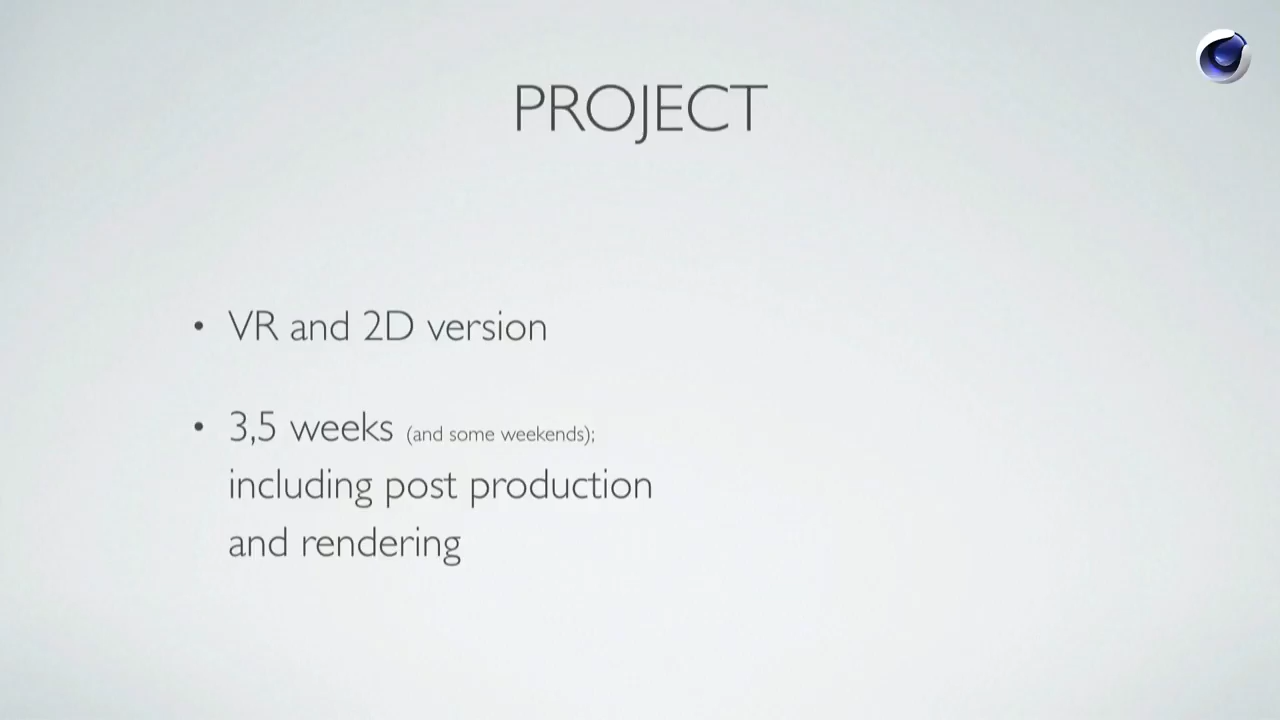 PROJECT
• VR and 2D version
• 3,5 weeks (and some weekends);
including post production
and rendering